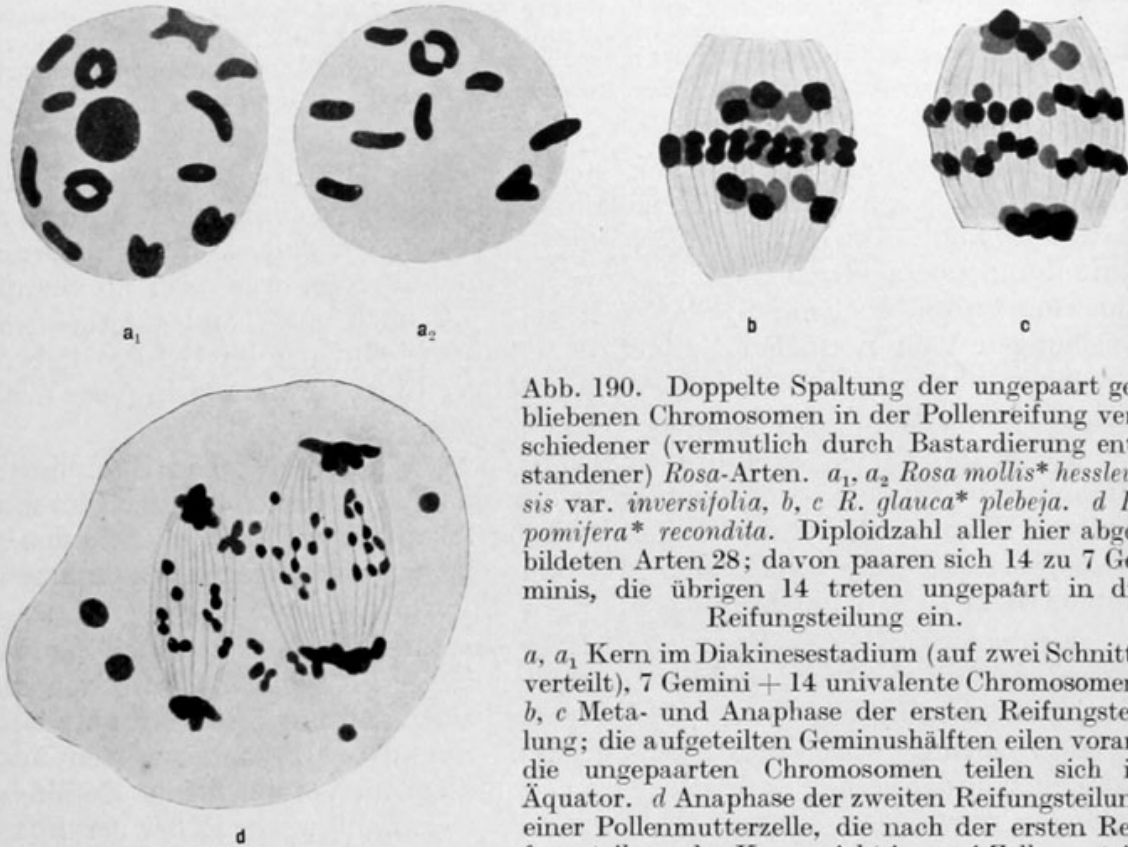 a₁
a₂
b
c
Abb. 190. Doppelte Spaltung der ungepaart ge
bliebenen Chromosomen in der Pollenreifung ver
schiedener (vermutlich durch Bastardierung ent
standener) Rosa-Arten. a₁, a₂ Rosa mollis* hesslen
sis var. inversifolia, b, c R. glauca* plebeja. d
pomifera* recondita. Diploidzahl aller hier abge
bildeten Arten 28; davon paaren sich 14 zu 7 Ge
minis, die übrigen 14 treten ungepaart in di
Reifungsteilung ein.
a, a₁ Kern im Diakinesestadium (auf zwei Schnitt
verteilt), 7 Gemini + 14 univalente Chromosomen
b, c Meta- und Anaphase der ersten Reifungstei
lung; die aufgeteilten Geminushälften eilen voran
die ungepaarten Chromosomen teilen sich i
Äquator. d Anaphase der zweiten Reifungsteilun
einer Pollenmutterzelle, die nach der ersten Rei
d